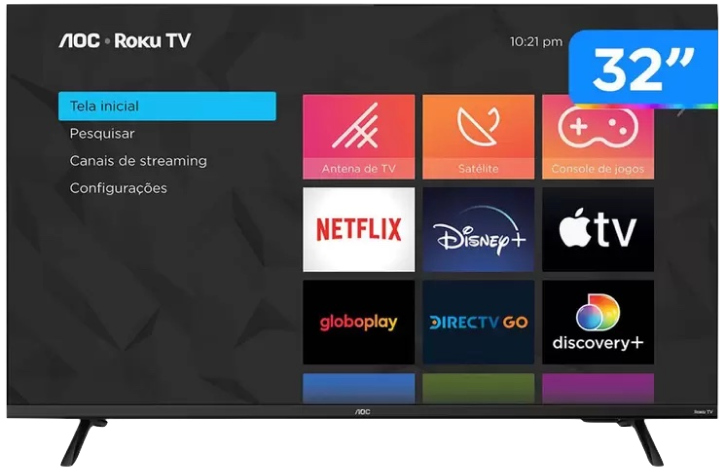 AOC • Roku TV
10:21 pm
32”
Tela inicial
Pesquisar
Canais de streaming
Configurações
Antena de TV
Satélite
Console de jogos
NETFLIX
Disney+
tv
globoplay
DIRECTV GO
discovery+
AOC
Roku TV